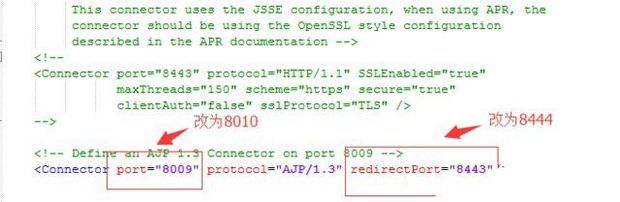 This connector uses the JSSE configuration, when using APR, the
connector should be using the OpenSSL style configuration
described in the APR documentation -->
<!--
<Connector port="8443" protocol="HTTP/1.1" SSLEnabled="true"
maxThreads="150" scheme="https" secure="true"
clientAuth="false" sslProtocol="TLS" />
-->
改为8010
改为8444
<!-- Define an AJP 1.3 Connector on port 8009 -->
<Connector port="8009" protocol="AJP/1.3" redirectPort="8443"